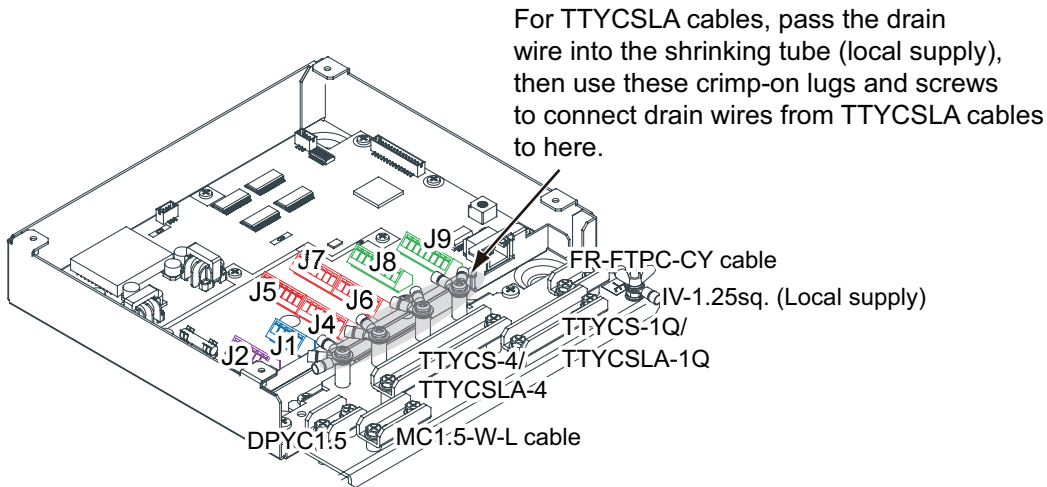 For TTYCSLA cables, pass the drain
wire into the shrinking tube (local supply),
then use these crimp-on lugs and screws
to connect drain wires from TTYCSLA cables
to here.
J9
J7
J8
FR-FTPC-CY cable
J5
J6
IV-1.25sq. (Local supply)
J4
TTYCS-1Q/
TTYCSLA-1Q
J1
J2
TTYCS-4/
TTYCSLA-4
DPYC1.5
MC1.5-W-L cable